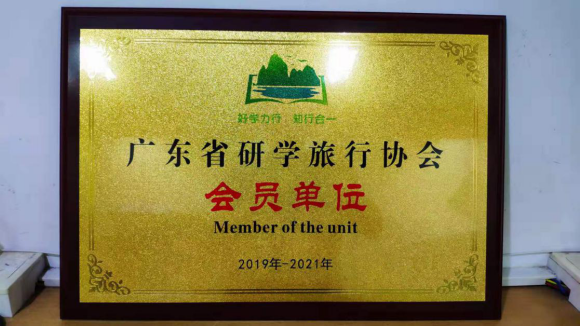 好学力行 知行合一
广东省研学旅行协会
会员单位
Member of the unit
2019年-2021年